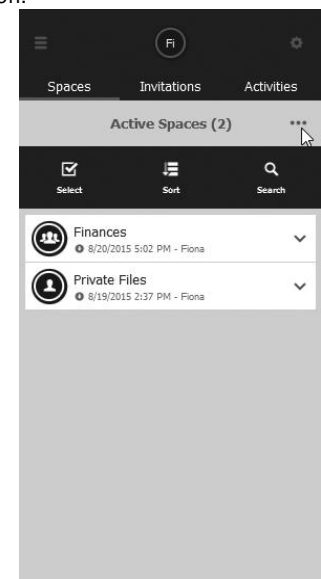 on.
Fi
Spaces Invitations Activities
Active Spaces (2) •••
Select Sort Search
Finances
8/20/2015 5:02 PM - Fiona
Private Files
8/19/2015 2:37 PM - Fiona